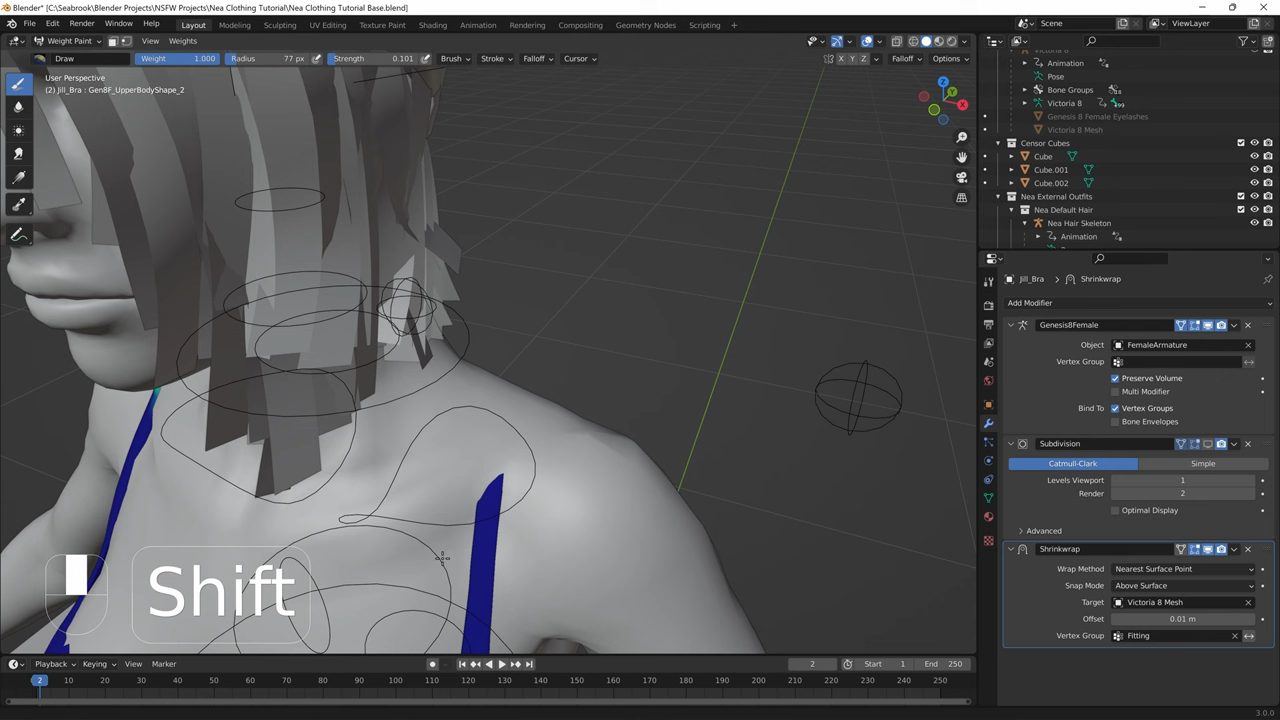 Blender* [C:\Seabrook\Blender Projects\NSFW Projects\Nea Clothing Tutorial\Nea Clothing Tutorial Base.blend]
File Edit Render Window Help Layout Modeling Sculpting UV Editing Texture Paint Shading Animation Rendering Compositing Geometry Nodes Scripting + Scene ViewLayer
Weight Paint View Weights
Draw Weight 1.000 Radius 77 px Strength 0.101 Brush Stroke Falloff Cursor X Y Z Falloff Options
User Perspective
(2) Jill_Bra : Gen8F_UpperBodyShape_2
Z
Y
X
Shift
Animation
Pose
Bone Groups
Victoria 8
Genesis 8 Female Eyelashes
Victoria 8 Mesh
Censor Cubes
Cube
Cube.001
Cube.002
Nea External Outfits
Nea Default Hair
Nea Hair Skeleton
Animation
Jill_Bra > Shrinkwrap
Add Modifier
Genesis8Female
Object FemaleArmature
Vertex Group
Preserve Volume
Multi Modifier
Bind To Vertex Groups
Bone Envelopes
Subdivision
Catmull-Clark Simple
Levels Viewport 1
Render 2
Optimal Display
Advanced
Shrinkwrap
Wrap Method Nearest Surface Point
Snap Mode Above Surface
Target Victoria 8 Mesh
Offset 0.01 m
Vertex Group Fitting
Playback Keying View Marker 2 Start 1 End 250
2 10 20 30 40 50 60 70 80 90 100 110 120 130 140 150 160 170 180 190 200 210 220 230 240 250
3.0.0